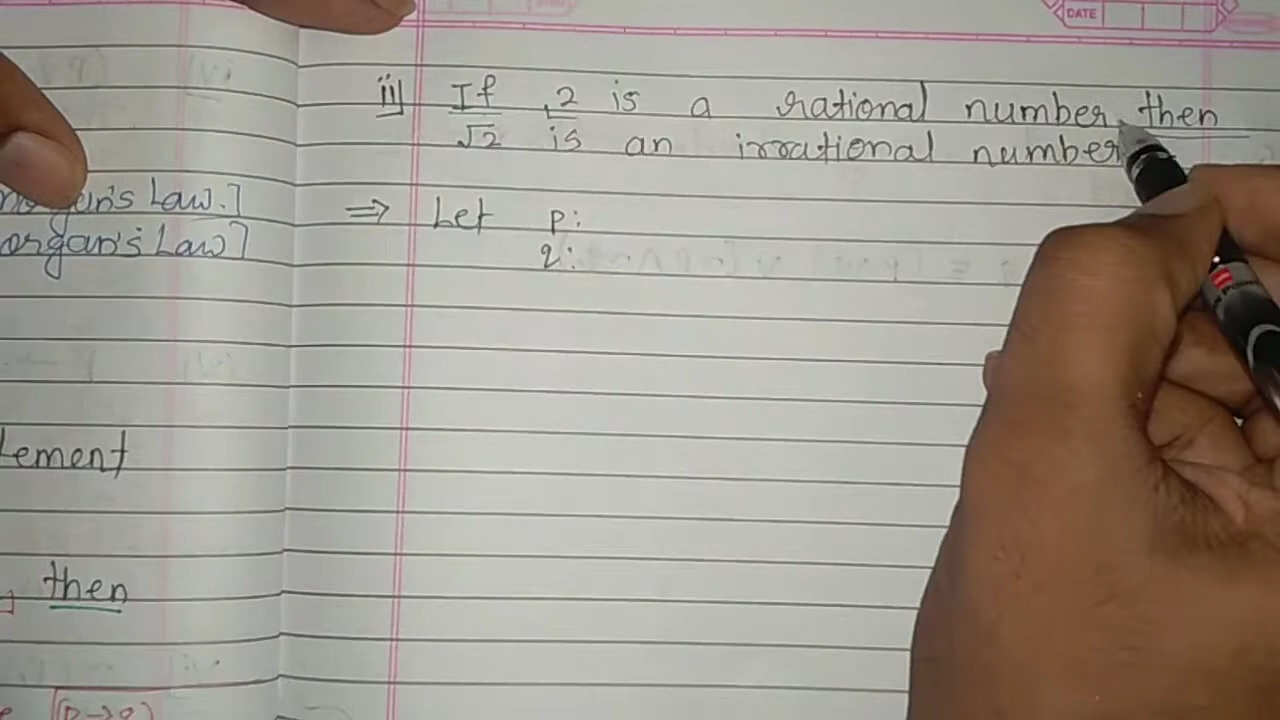 DATE
ii] If 2 is a rational number, then
√2 is an irrational number
gan's Law.]
organ's Law]
⇒ Let p:
q:
lement
then
(p→q)